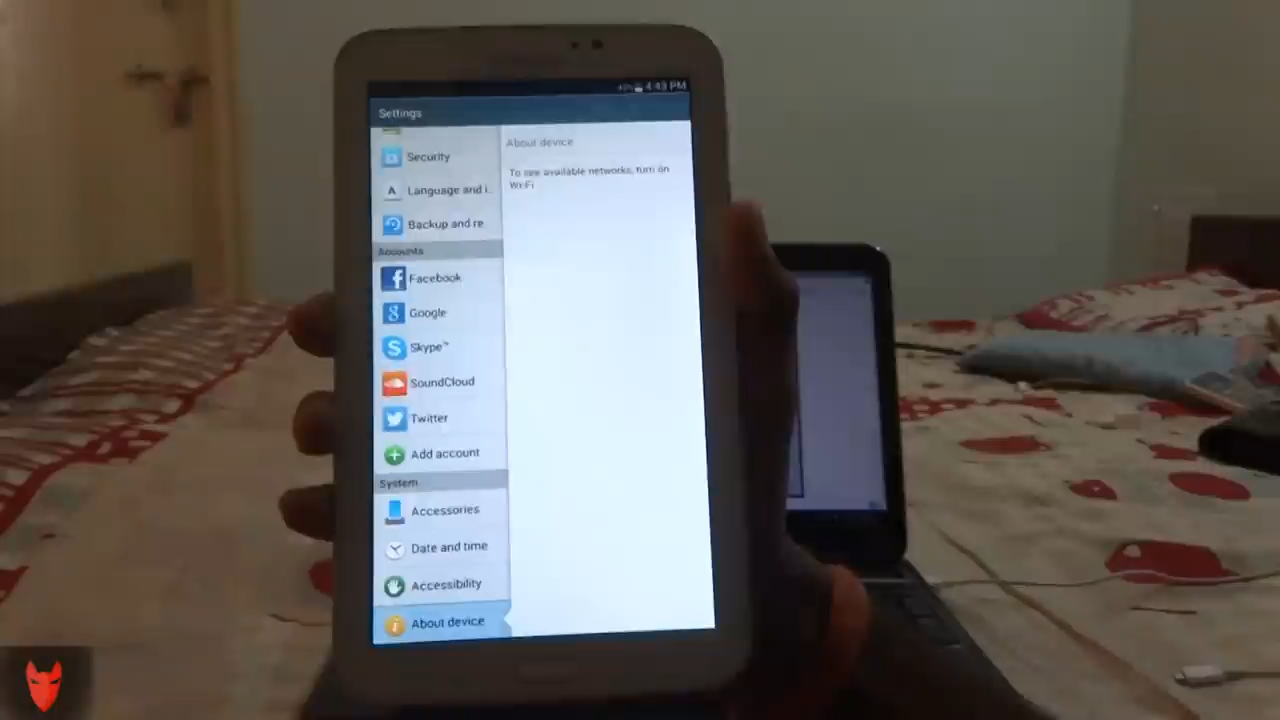 4:43 PM
Settings
Security
Language and i..
Backup and re
Accounts
Facebook
Google
Skype™
SoundCloud
Twitter
Add account
System
Accessories
Date and time
Accessibility
About device
About device
To see available networks, turn on
Wi-Fi